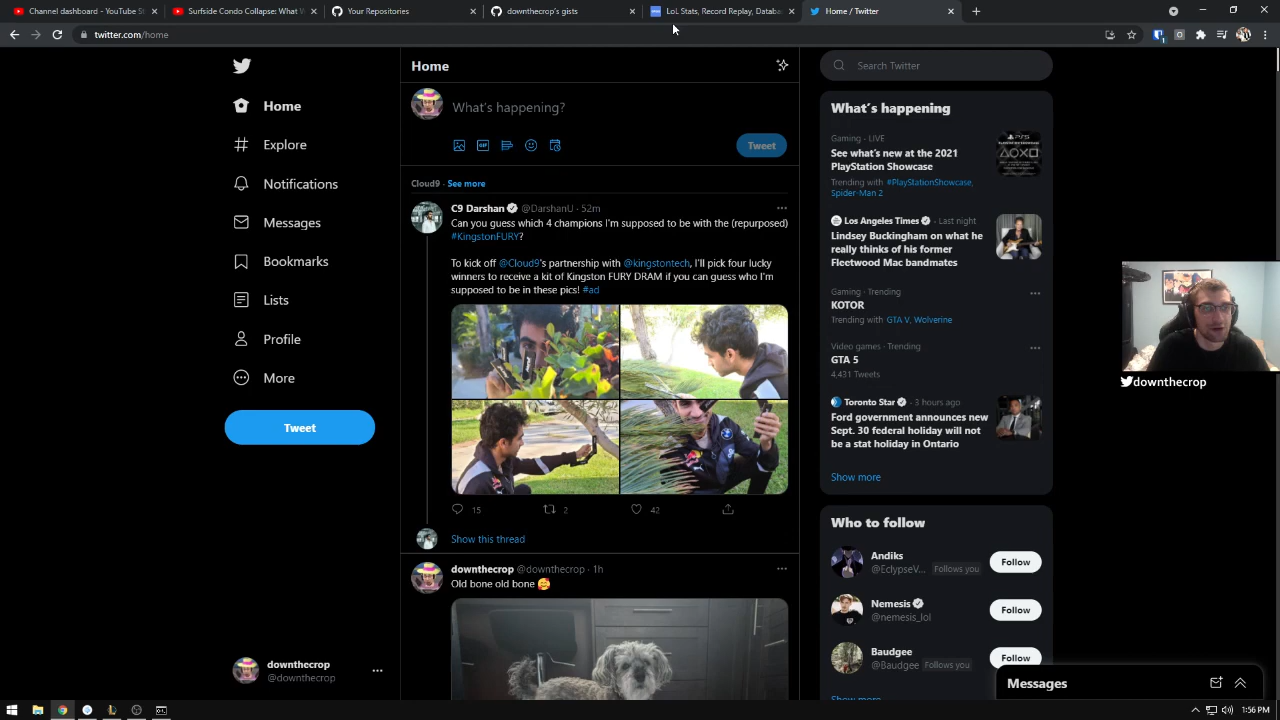 Channel dashboard - YouTube S
Surfside Condo Collapse: What V
Your Repositories
downthecrop's gists
LoL Stats, Record Replay, Databa
Home / Twitter
twitter.com/home
Home
Explore
Notifications
Messages
Bookmarks
Lists
Profile
More
Tweet
downthecrop
@downthecrop
Home
What's happening?
GIF
Tweet
Cloud9 · See more
C9 Darshan @DarshanU · 52m
Can you guess which 4 champions I'm supposed to be with the (repurposed)
#KingstonFURY?
To kick off @Cloud9's partnership with @kingstontech, I'll pick four lucky
winners to receive a kit of Kingston FURY DRAM if you can guess who I'm
supposed to be in these pics! #ad
15 2 42
Show this thread
downthecrop @downthecrop · 1h
Old bone old bone 🥰
Search Twitter
What's happening
Gaming · LIVE
See what's new at the 2021
PlayStation Showcase
Trending with #PlayStationShowcase,
Spider-Man 2
Los Angeles Times · Last night
Lindsey Buckingham on what he
really thinks of his former
Fleetwood Mac bandmates
Gaming · Trending
KOTOR
Trending with GTA V, Wolverine
Video games · Trending
GTA 5
4,431 Tweets
Toronto Star · 3 hours ago
Ford government announces new
Sept. 30 federal holiday will not
be a stat holiday in Ontario
Show more
Who to follow
Andiks
@EclypseV... Follows you
Follow
Nemesis
@nemesis_lol
Follow
Baudgee
@Baudgee Follows you
Follow
Show more
Messages
downthecrop
1:56 PM